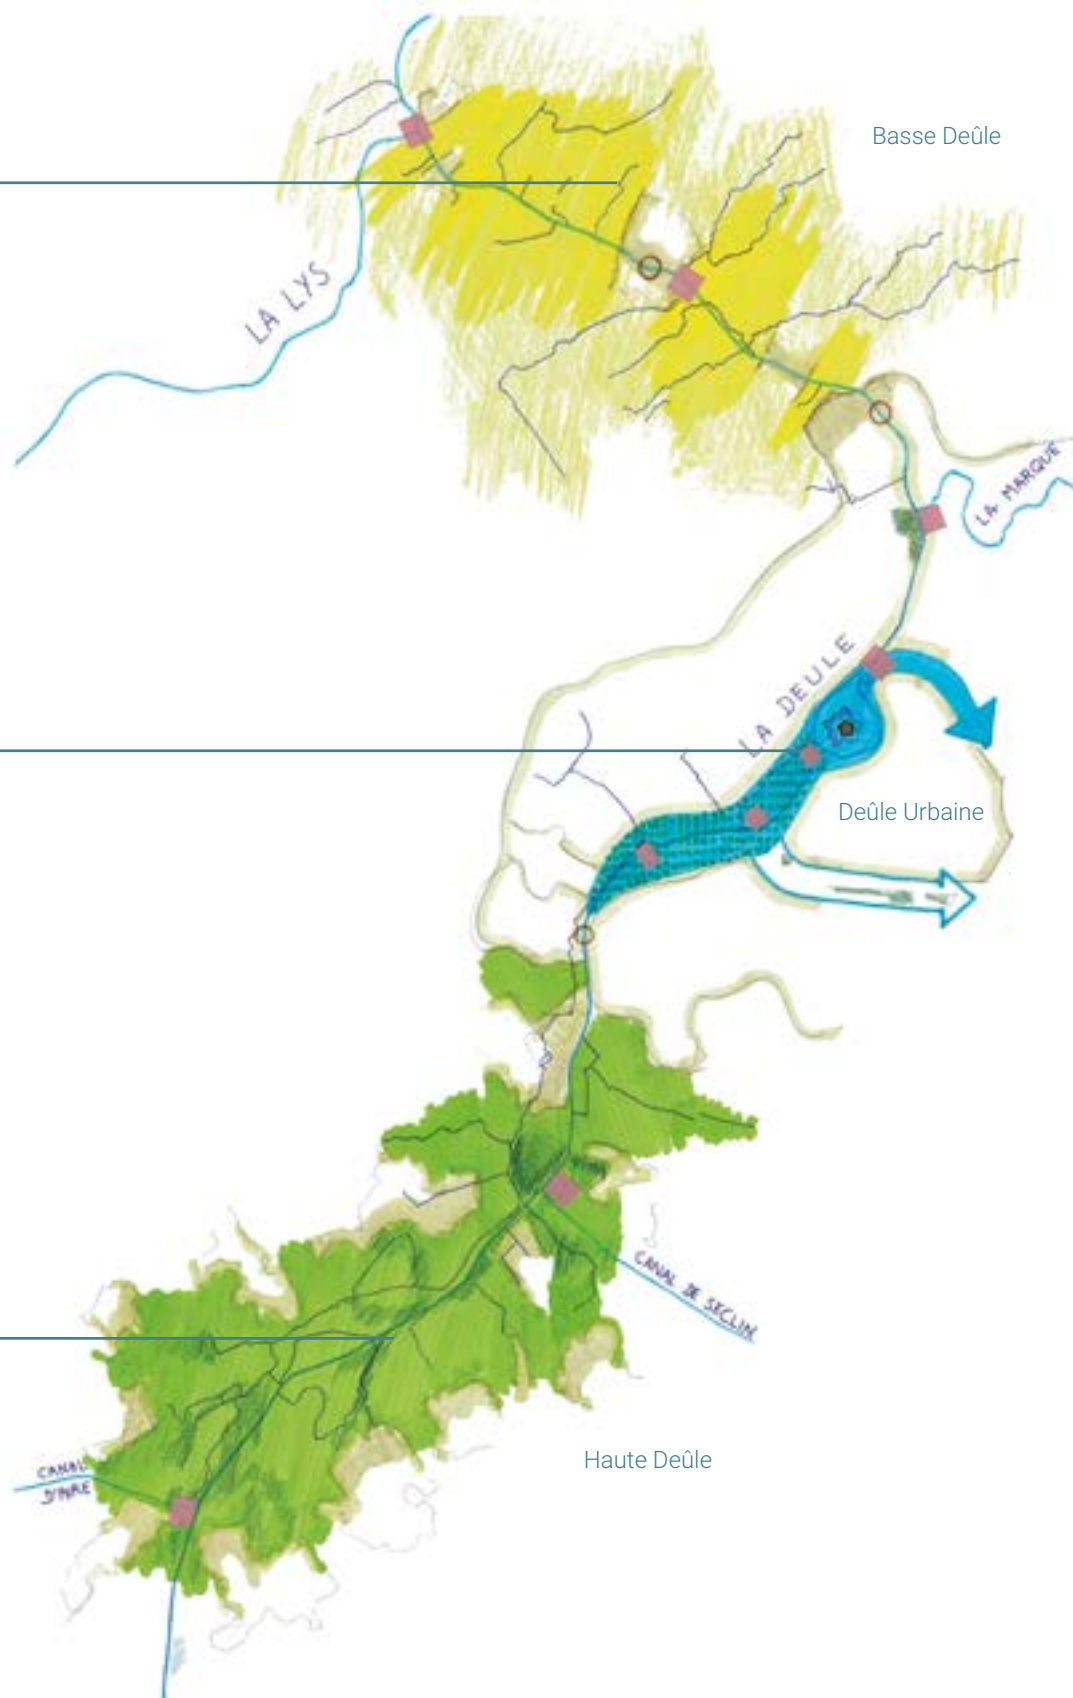 Basse Deûle
LA LYS
LA MARQUE
LA DEULE
Deûle Urbaine
CANAL DE SECLIN
Haute Deûle
CANAL
D'AIRE